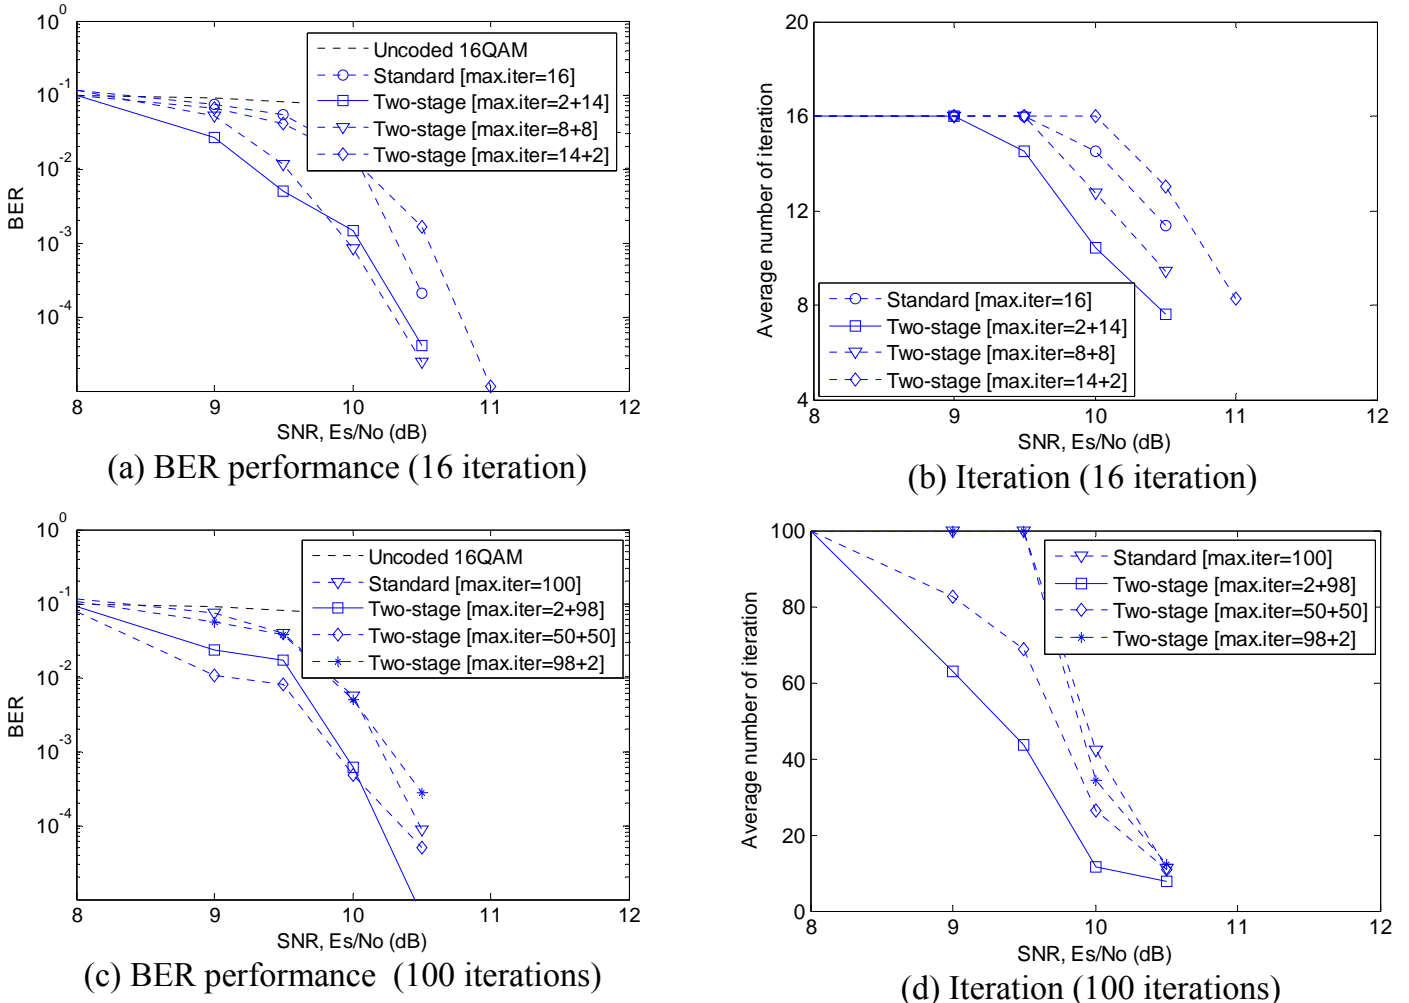 10^0
10^-1
10^-2
10^-3
10^-4
BER
Uncoded 16QAM
Standard [max.iter=16]
Two-stage [max.iter=2+14]
Two-stage [max.iter=8+8]
Two-stage [max.iter=14+2]
8 9 10 11 12
SNR, Es/No (dB)
(a) BER performance (16 iteration)
20
16
12
8
4
Average number of iteration
Standard [max.iter=16]
Two-stage [max.iter=2+14]
Two-stage [max.iter=8+8]
Two-stage [max.iter=14+2]
8 9 10 11 12
SNR, Es/No (dB)
(b) Iteration (16 iteration)
10^0
10^-1
10^-2
10^-3
10^-4
BER
Uncoded 16QAM
Standard [max.iter=100]
Two-stage [max.iter=2+98]
Two-stage [max.iter=50+50]
Two-stage [max.iter=98+2]
8 9 10 11 12
SNR, Es/No (dB)
(c) BER performance (100 iterations)
100
80
60
40
20
0
Average number of iteration
Standard [max.iter=100]
Two-stage [max.iter=2+98]
Two-stage [max.iter=50+50]
Two-stage [max.iter=98+2]
8 9 10 11 12
SNR, Es/No (dB)
(d) Iteration (100 iterations)